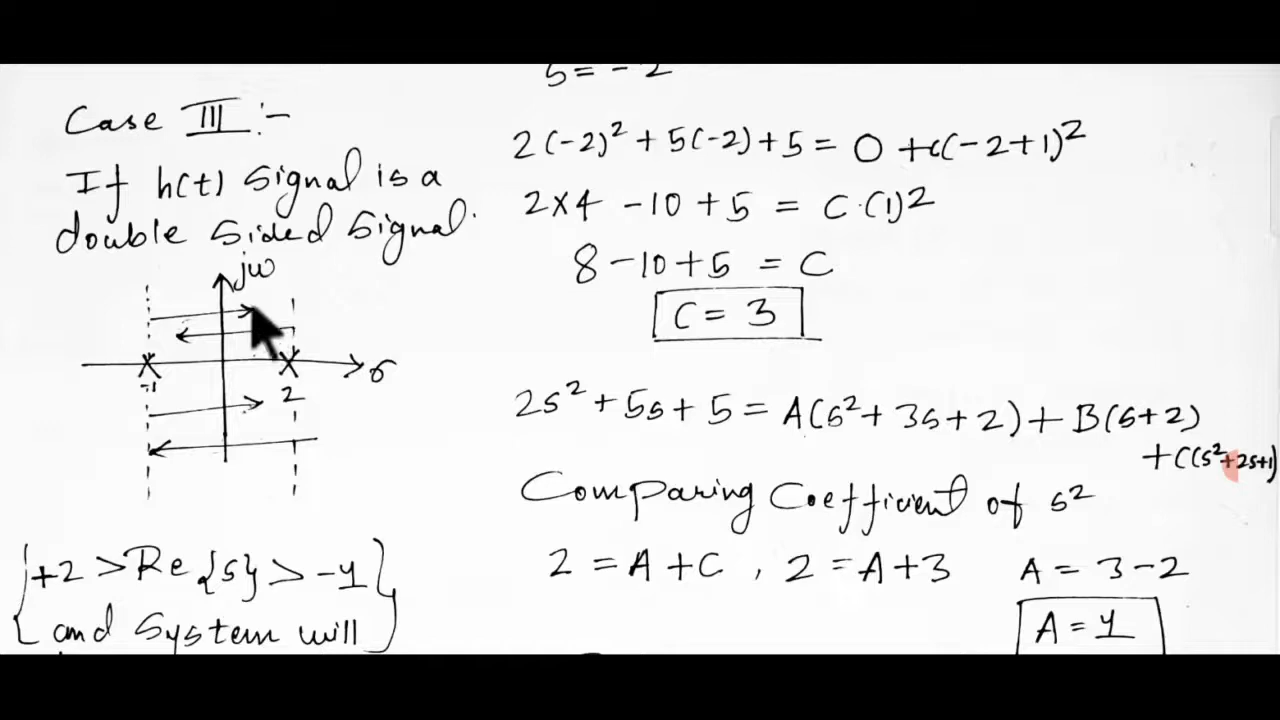 Case III :-
If h(t) signal is a
double sided signal.
jω
σ
-1
2
{+2 > Re{s} > -1}
and system will
s = -2
2(-2)² + 5(-2) + 5 = 0 + c(-2+1)²
2×4 -10 + 5 = C·(1)²
8 -10 + 5 = C
C = 3
2s² + 5s + 5 = A(s² + 3s + 2) + B(s+2)
+ C(s²+2s+1)
Comparing Coefficient of s²
2 = A + C , 2 = A + 3 A = 3 - 2
A = 1